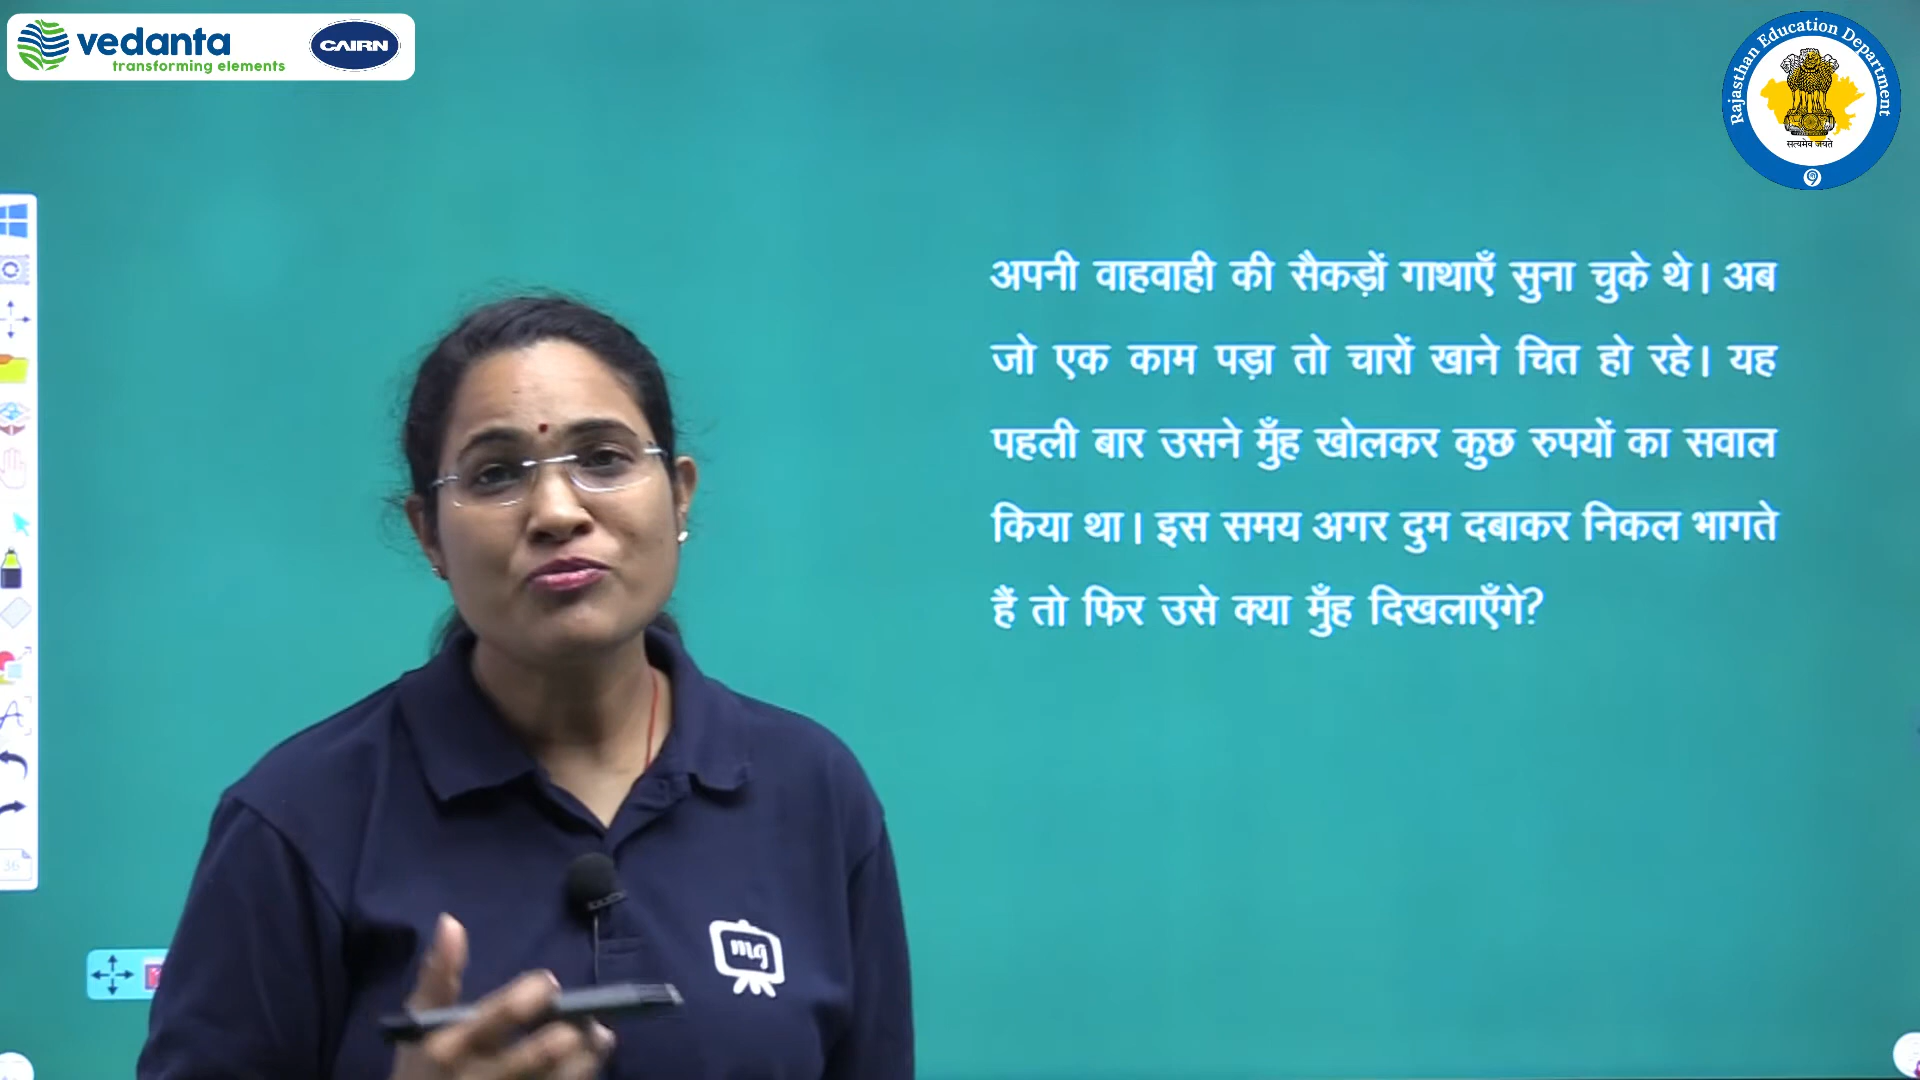 vedanta
transforming elements
CAIRN
Rajasthan Education Department
सत्यमेव जयते
अपनी वाहवाही की सैकड़ों गाथाएँ सुना चुके थे। अब
जो एक काम पड़ा तो चारों खाने चित हो रहे। यह
पहली बार उसने मुँह खोलकर कुछ रुपयों का सवाल
किया था। इस समय अगर दुम दबाकर निकल भागते
हैं तो फिर उसे क्या मुँह दिखलाएँगे?
mg
36